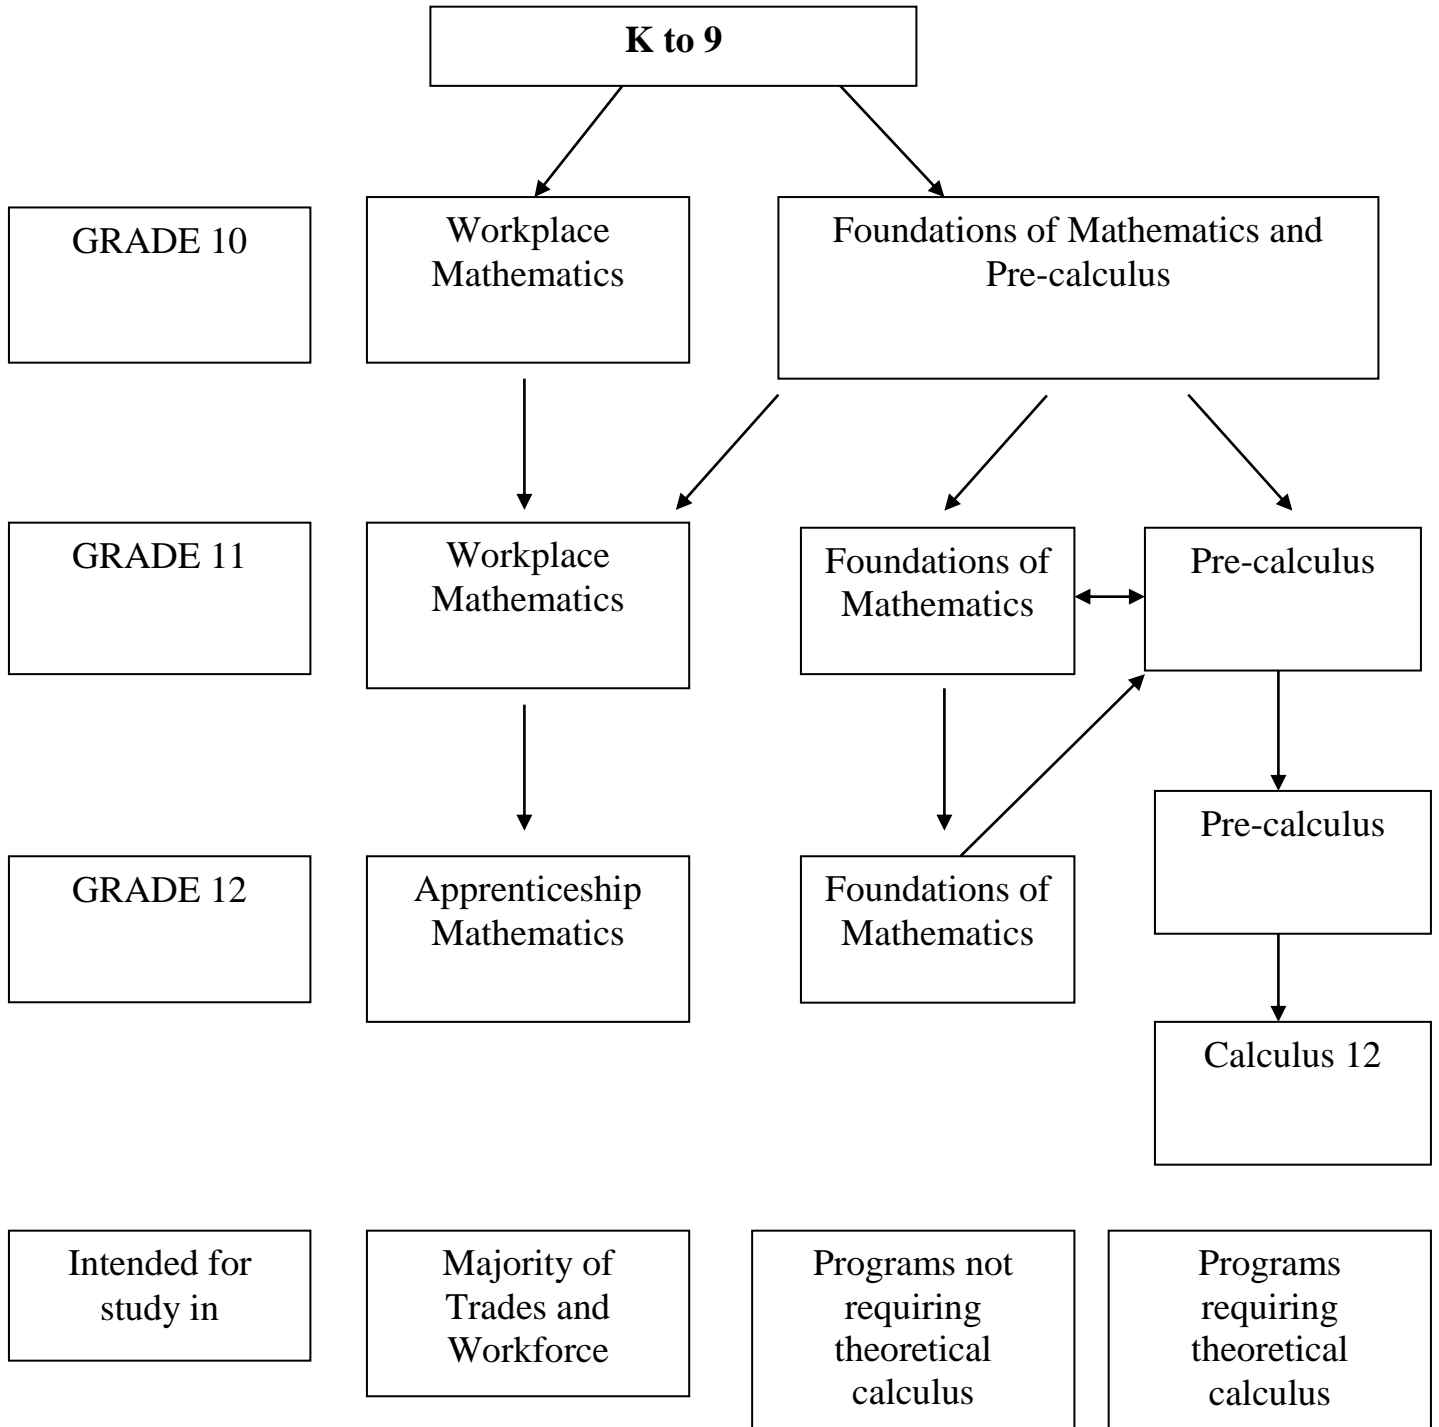 K to 9
GRADE 10
Workplace
Mathematics
Foundations of Mathematics and
Pre-calculus
GRADE 11
Workplace
Mathematics
Foundations of
Mathematics
Pre-calculus
Pre-calculus
GRADE 12
Apprenticeship
Mathematics
Foundations of
Mathematics
Calculus 12
Intended for
study in
Majority of
Trades and
Workforce
Programs not
requiring
theoretical
calculus
Programs
requiring
theoretical
calculus